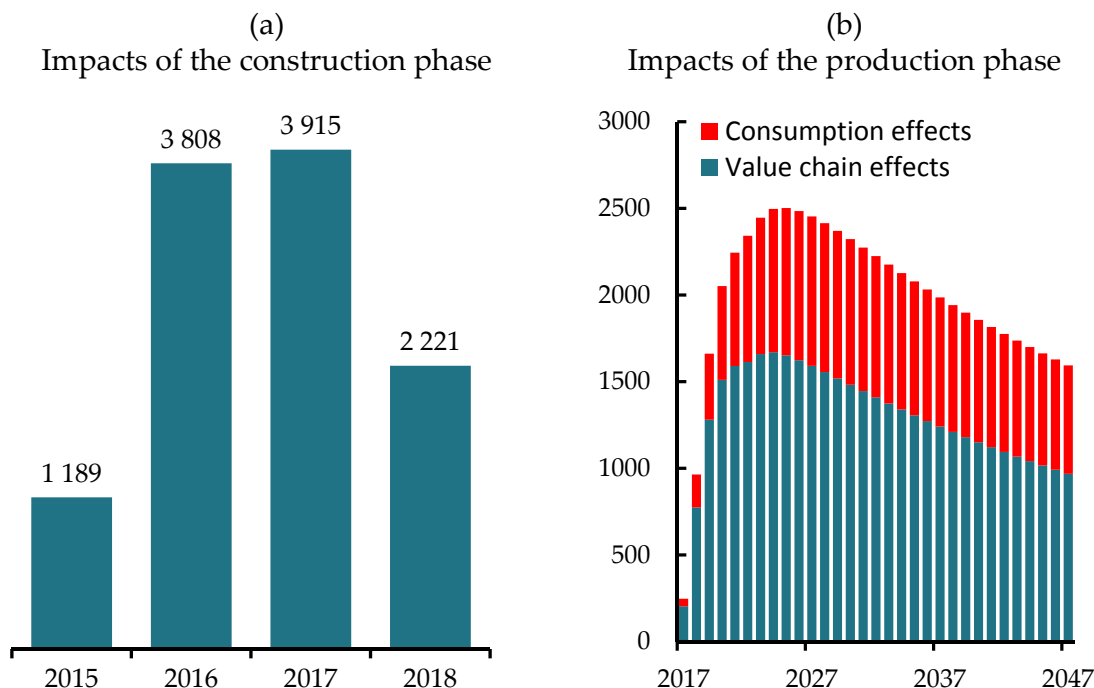 (a)
Impacts of the construction phase
3 915
3 808
2 221
1 189
2015 2016 2017 2018
(b)
Impacts of the production phase
Consumption effects
Value chain effects
3000
2500
2000
1500
1000
500
0
2017 2027 2037 2047